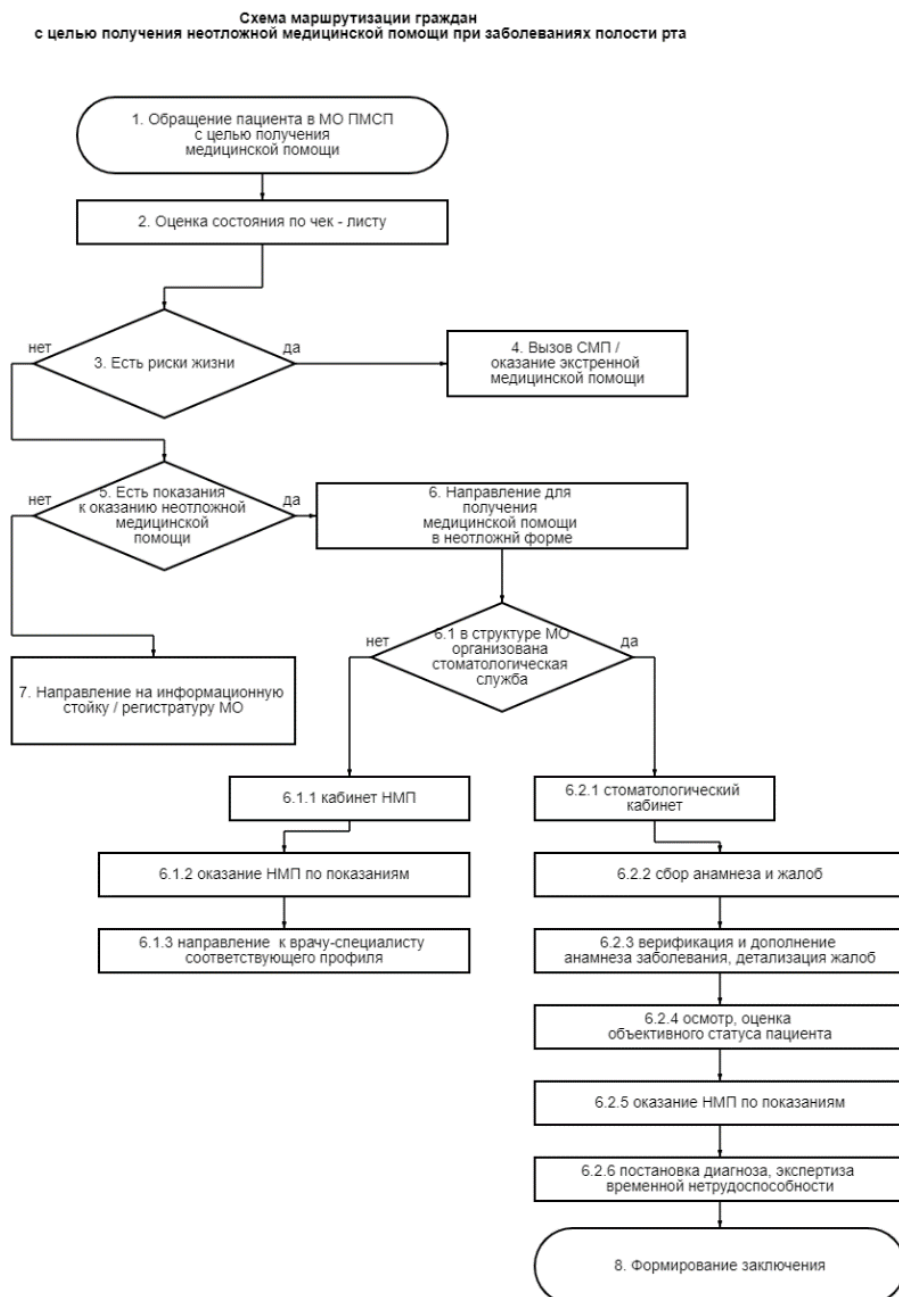 Схема маршрутизации граждан
с целью получения неотложной медицинской помощи при заболеваниях полости рта
1. Обращение пациента в МО ПМСП
с целью получения
медицинской помощи
2. Оценка состояния по чек - листу
нет
3. Есть риски жизни
да
4. Вызов СМП /
оказание экстренной
медицинской помощи
нет
5. Есть показания
к оказанию неотложной
медицинской
помощи
да
6. Направление для
получения
медицинской помощи
в неотложнй форме
нет
6.1 в структуре МО
организована
стоматологическая
служба
да
7. Направление на информационную
стойку / регистратуру МО
6.1.1 кабинет НМП
6.2.1 стоматологический
кабинет
6.1.2 оказание НМП по показаниям
6.2.2 сбор анамнеза и жалоб
6.1.3 направление к врачу-специалисту
соответствующего профиля
6.2.3 верификация и дополнение
анамнеза заболевания, детализация жалоб
6.2.4 осмотр, оценка
объективного статуса пациента
6.2.5 оказание НМП по показаниям
6.2.6 постановка диагноза, экспертиза
временной нетрудоспособности
8. Формирование заключения